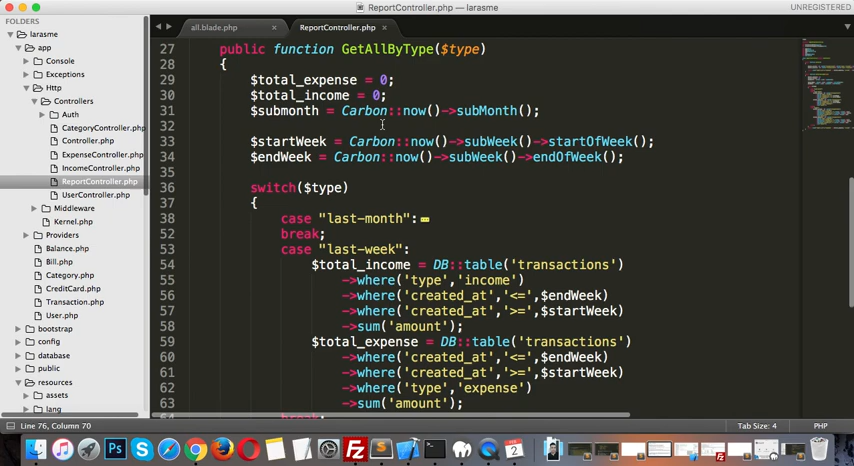 ReportController.php — larasme
UNREGISTERED
FOLDERS
larasme
app
Console
Exceptions
Http
Controllers
Auth
CategoryController.php
Controller.php
ExpenseController.php
IncomeController.php
ReportController.php
UserController.php
Middleware
Kernel.php
Providers
Balance.php
Bill.php
Category.php
CreditCard.php
Transaction.php
User.php
bootstrap
config
database
public
resources
assets
lang
all.blade.php ×
ReportController.php ×
27 public function GetAllByType($type)
28 {
29 $total_expense = 0;
30 $total_income = 0;
31 $submonth = Carbon::now()->subMonth();
32
33 $startWeek = Carbon::now()->subWeek()->startOfWeek();
34 $endWeek = Carbon::now()->subWeek()->endOfWeek();
35
36 switch($type)
37 {
38 case "last-month":
52 break;
53 case "last-week":
54 $total_income = DB::table('transactions')
55 ->where('type','income')
56 ->where('created_at','<=',$endWeek)
57 ->where('created_at','>=',$startWeek)
58 ->sum('amount');
59 $total_expense = DB::table('transactions')
60 ->where('created_at','<=',$endWeek)
61 ->where('created_at','>=',$startWeek)
62 ->where('type','expense')
63 ->sum('amount');
Line 76, Column 70
Tab Size: 4
PHP